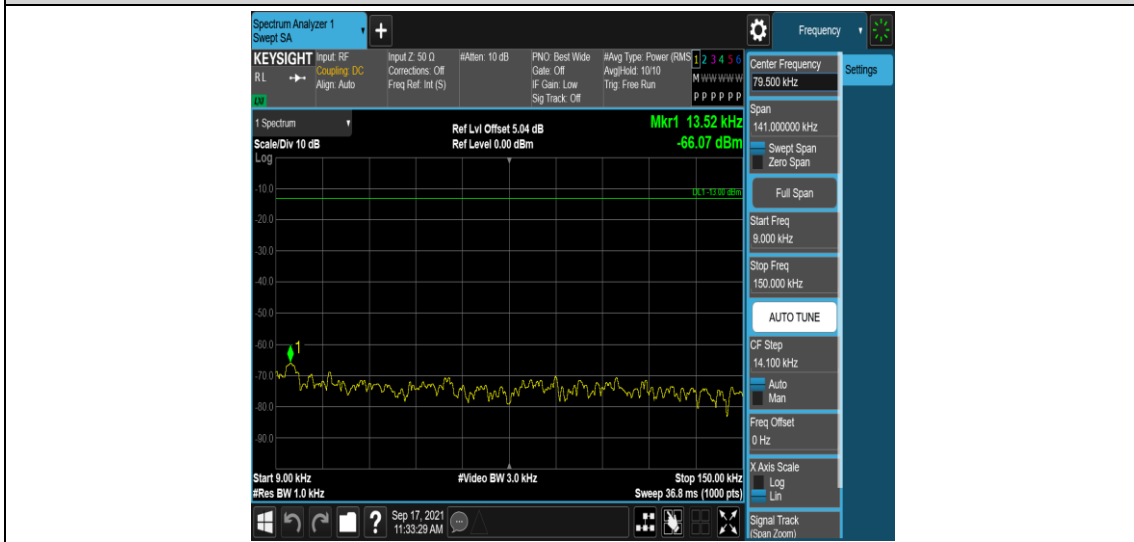 Spectrum Analyzer 1
Swept SA
+
Frequency
KEYSIGHT
RL
LXI
Input: RF
Coupling: DC
Align: Auto
Input Z: 50 Ω
Corrections: Off
Freq Ref: Int (S)
#Atten: 10 dB
PNO: Best Wide
Gate: Off
IF Gain: Low
Sig Track: Off
#Avg Type: Power (RMS
Avg|Hold: 10/10
Trig: Free Run
1 2 3 4 5 6
M W W W W W
P P P P P P
Center Frequency
79.500 kHz
Settings
Span
141.000000 kHz
Swept Span
Zero Span
Full Span
Start Freq
9.000 kHz
Stop Freq
150.000 kHz
AUTO TUNE
CF Step
14.100 kHz
Auto
Man
Freq Offset
0 Hz
X Axis Scale
Log
Lin
Signal Track
(Span Zoom)
1 Spectrum
Scale/Div 10 dB
Ref Lvl Offset 5.04 dB
Ref Level 0.00 dBm
Mkr1 13.52 kHz
-66.07 dBm
Log
DL1 -13.00 dBm
-10.0
-20.0
-30.0
-40.0
-50.0
-60.0
1
-70.0
-80.0
-90.0
Start 9.00 kHz
#Video BW 3.0 kHz
Stop 150.00 kHz
#Res BW 1.0 kHz
Sweep 36.8 ms (1000 pts)
?
Sep 17, 2021
11:33:29 AM